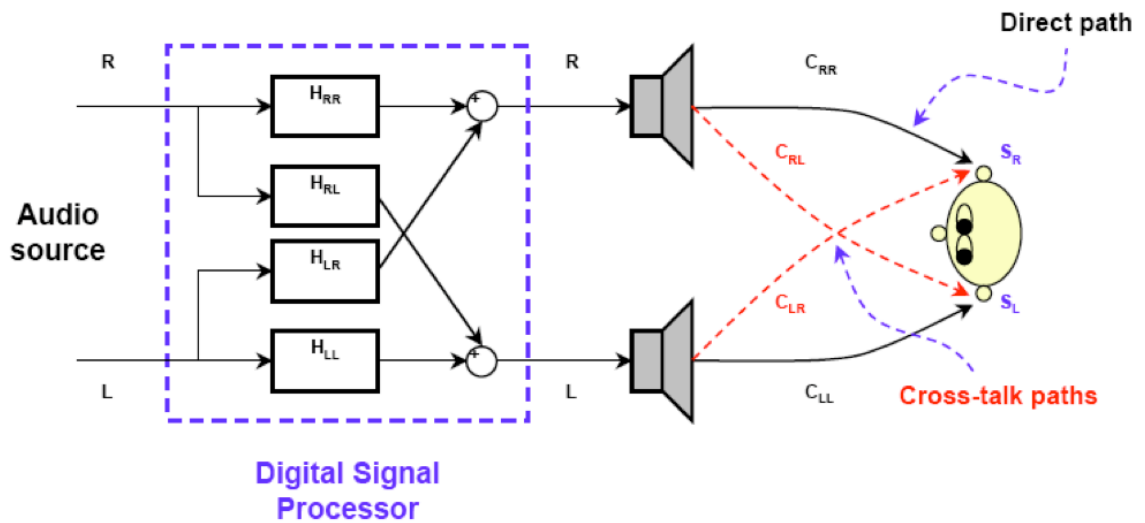 Direct path
R
R
C_RR
H_RR
+
C_RL
S_R
H_RL
Audio
source
H_LR
C_LR
S_L
H_LL
+
L
L
C_LL
Cross-talk paths
Digital Signal
Processor